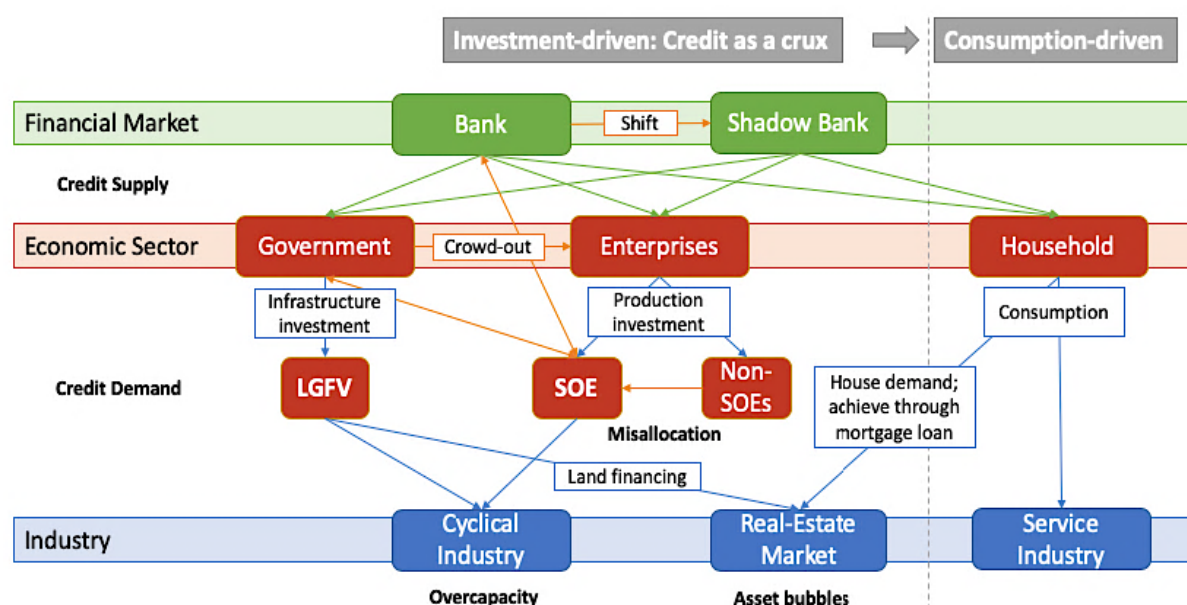 Investment-driven: Credit as a crux
Consumption-driven
Financial Market
Bank
Shift
Shadow Bank
Credit Supply
Economic Sector
Government
Crowd-out
Enterprises
Household
Infrastructure
investment
Production
investment
Consumption
Credit Demand
LGFV
SOE
Non-
SOEs
House demand;
achieve through
mortgage loan
Misallocation
Land financing
Industry
Cyclical
Industry
Real-Estate
Market
Service
Industry
Overcapacity
Asset bubbles